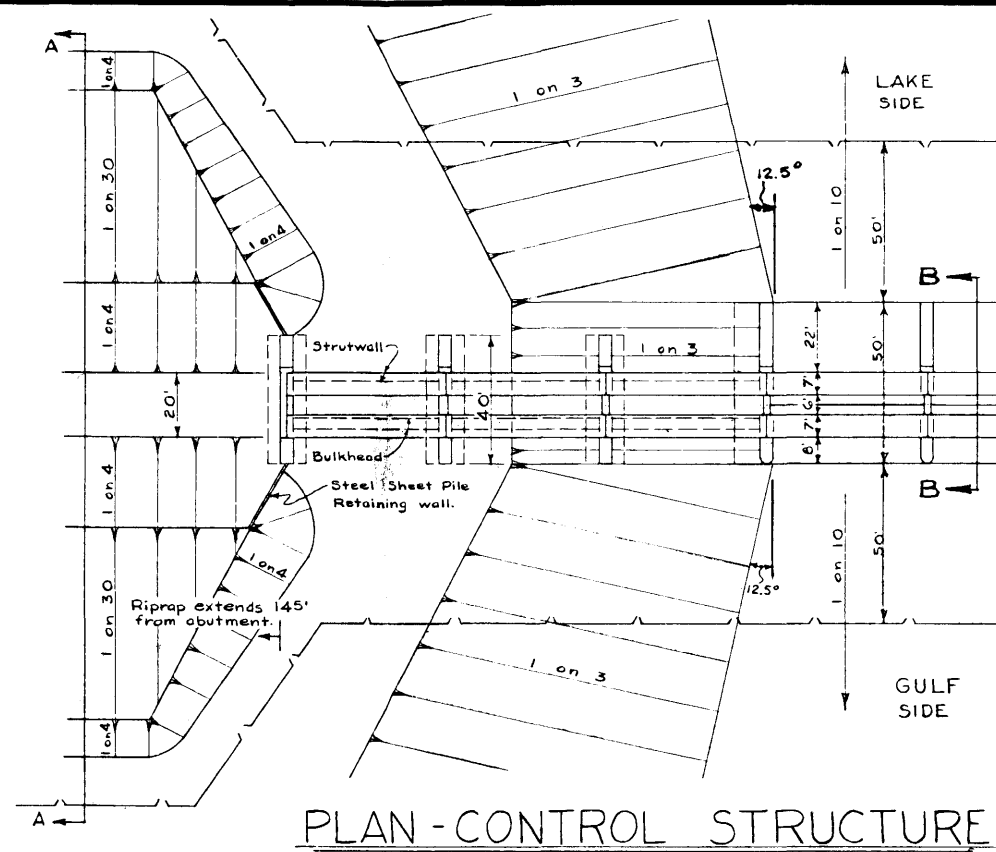 A
1 on 4
1 on 30
1 on 4
1 on 4
20'
1 on 4
1 on 30
1 on 4
A
1 on 4
Riprap extends 145'
from abutment.
Strutwall
Bulkhead
Steel Sheet Pile
Retaining wall.
40'
1 on 3
1 on 3
1 on 3
12.5°
12.5°
LAKE
SIDE
1 on 10
50'
22'
7'
6'
7'
8'
50'
50'
1 on 10
B
B
GULF
SIDE
PLAN - CONTROL STRUCTURE